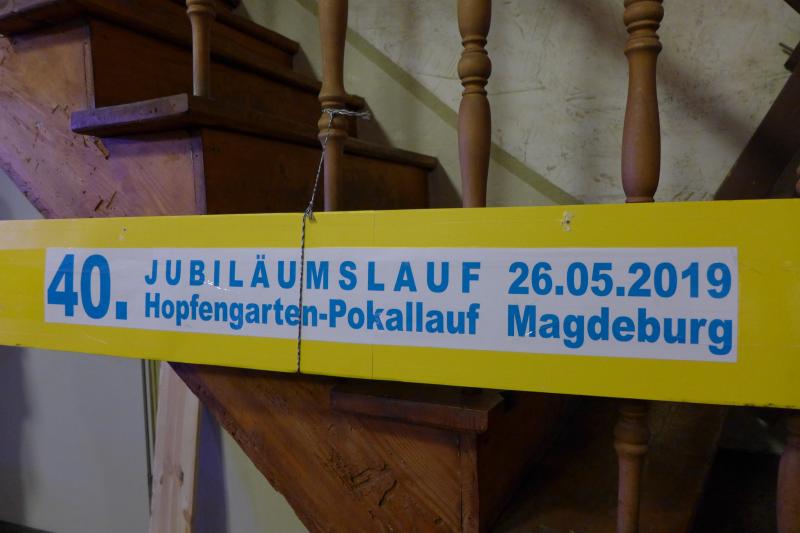 40. JUBILÄUMSLAUF 26.05.2019
Hopfengarten-Pokallauf Magdeburg